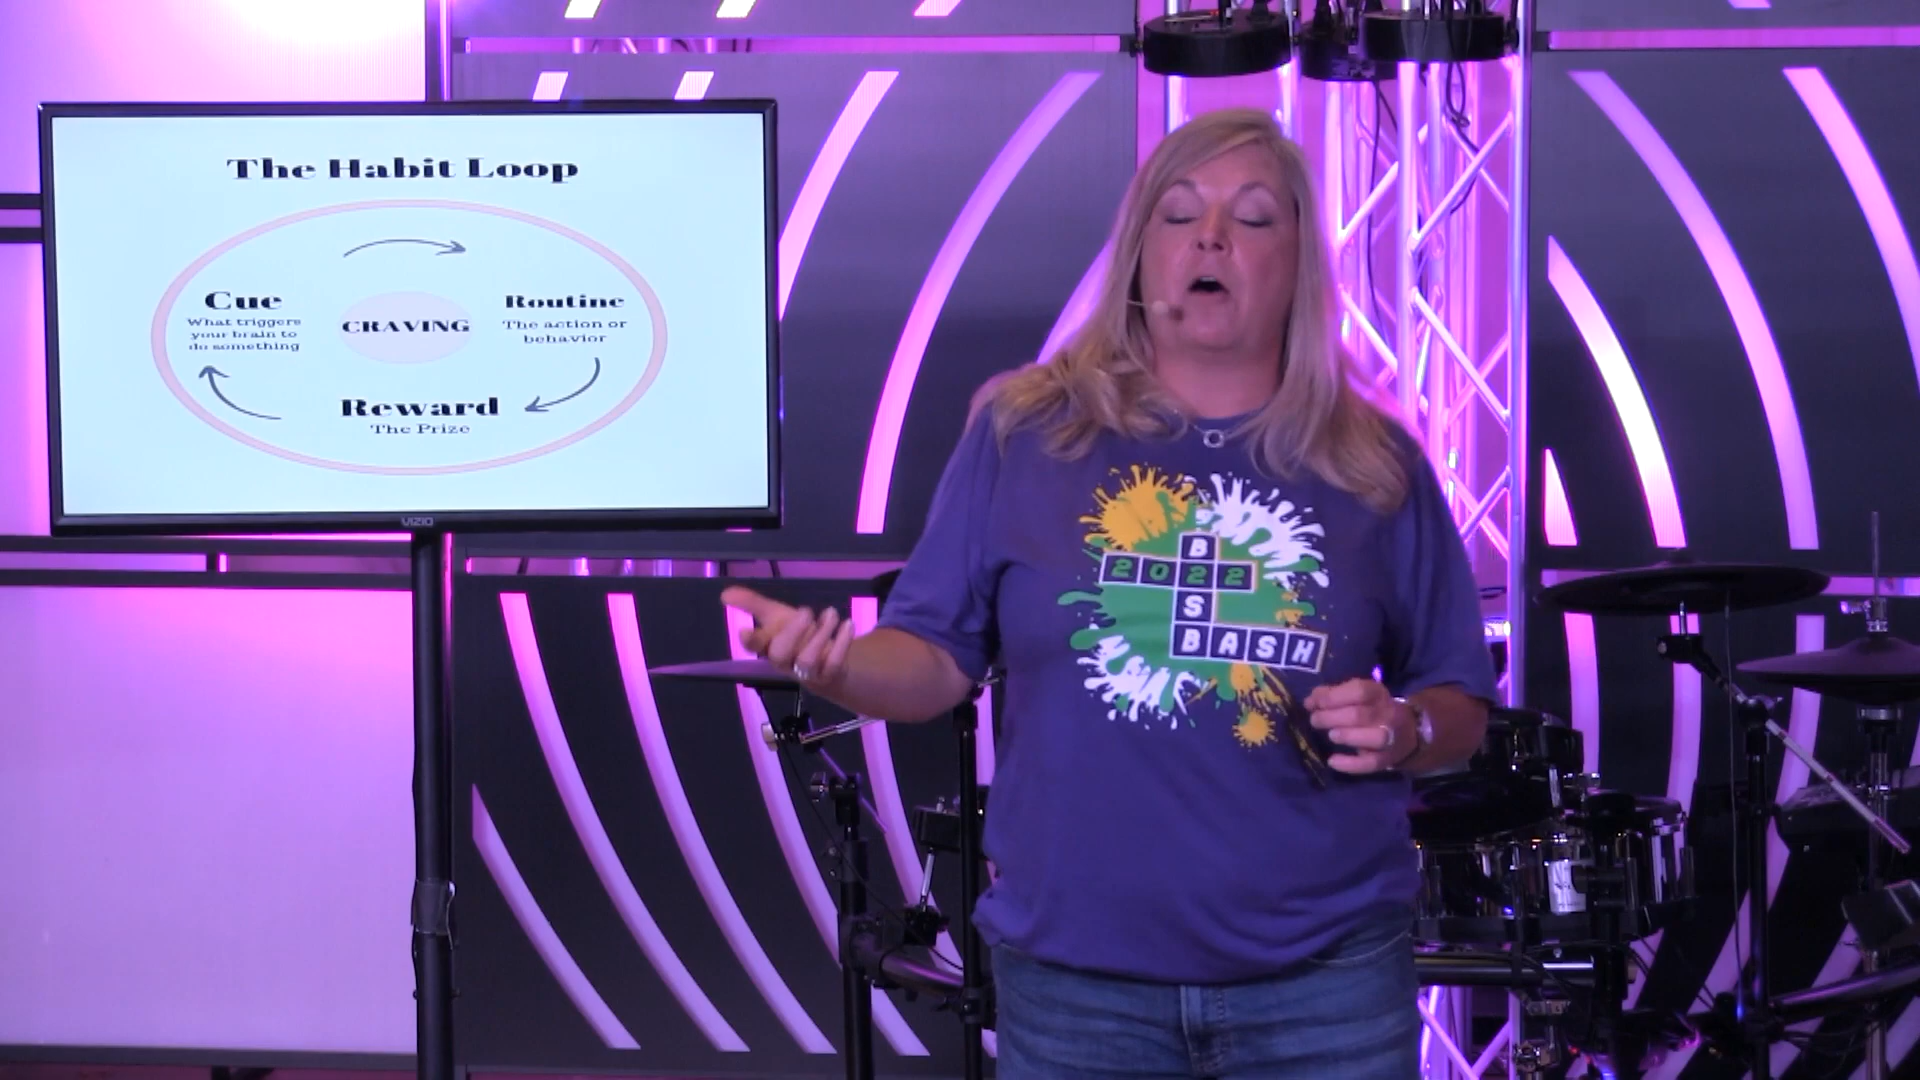 The Habit Loop
Cue
What triggers
your brain to
do something
CRAVING
Routine
The action or
behavior
Reward
The Prize
VIZIO
B
2022
S
BASH